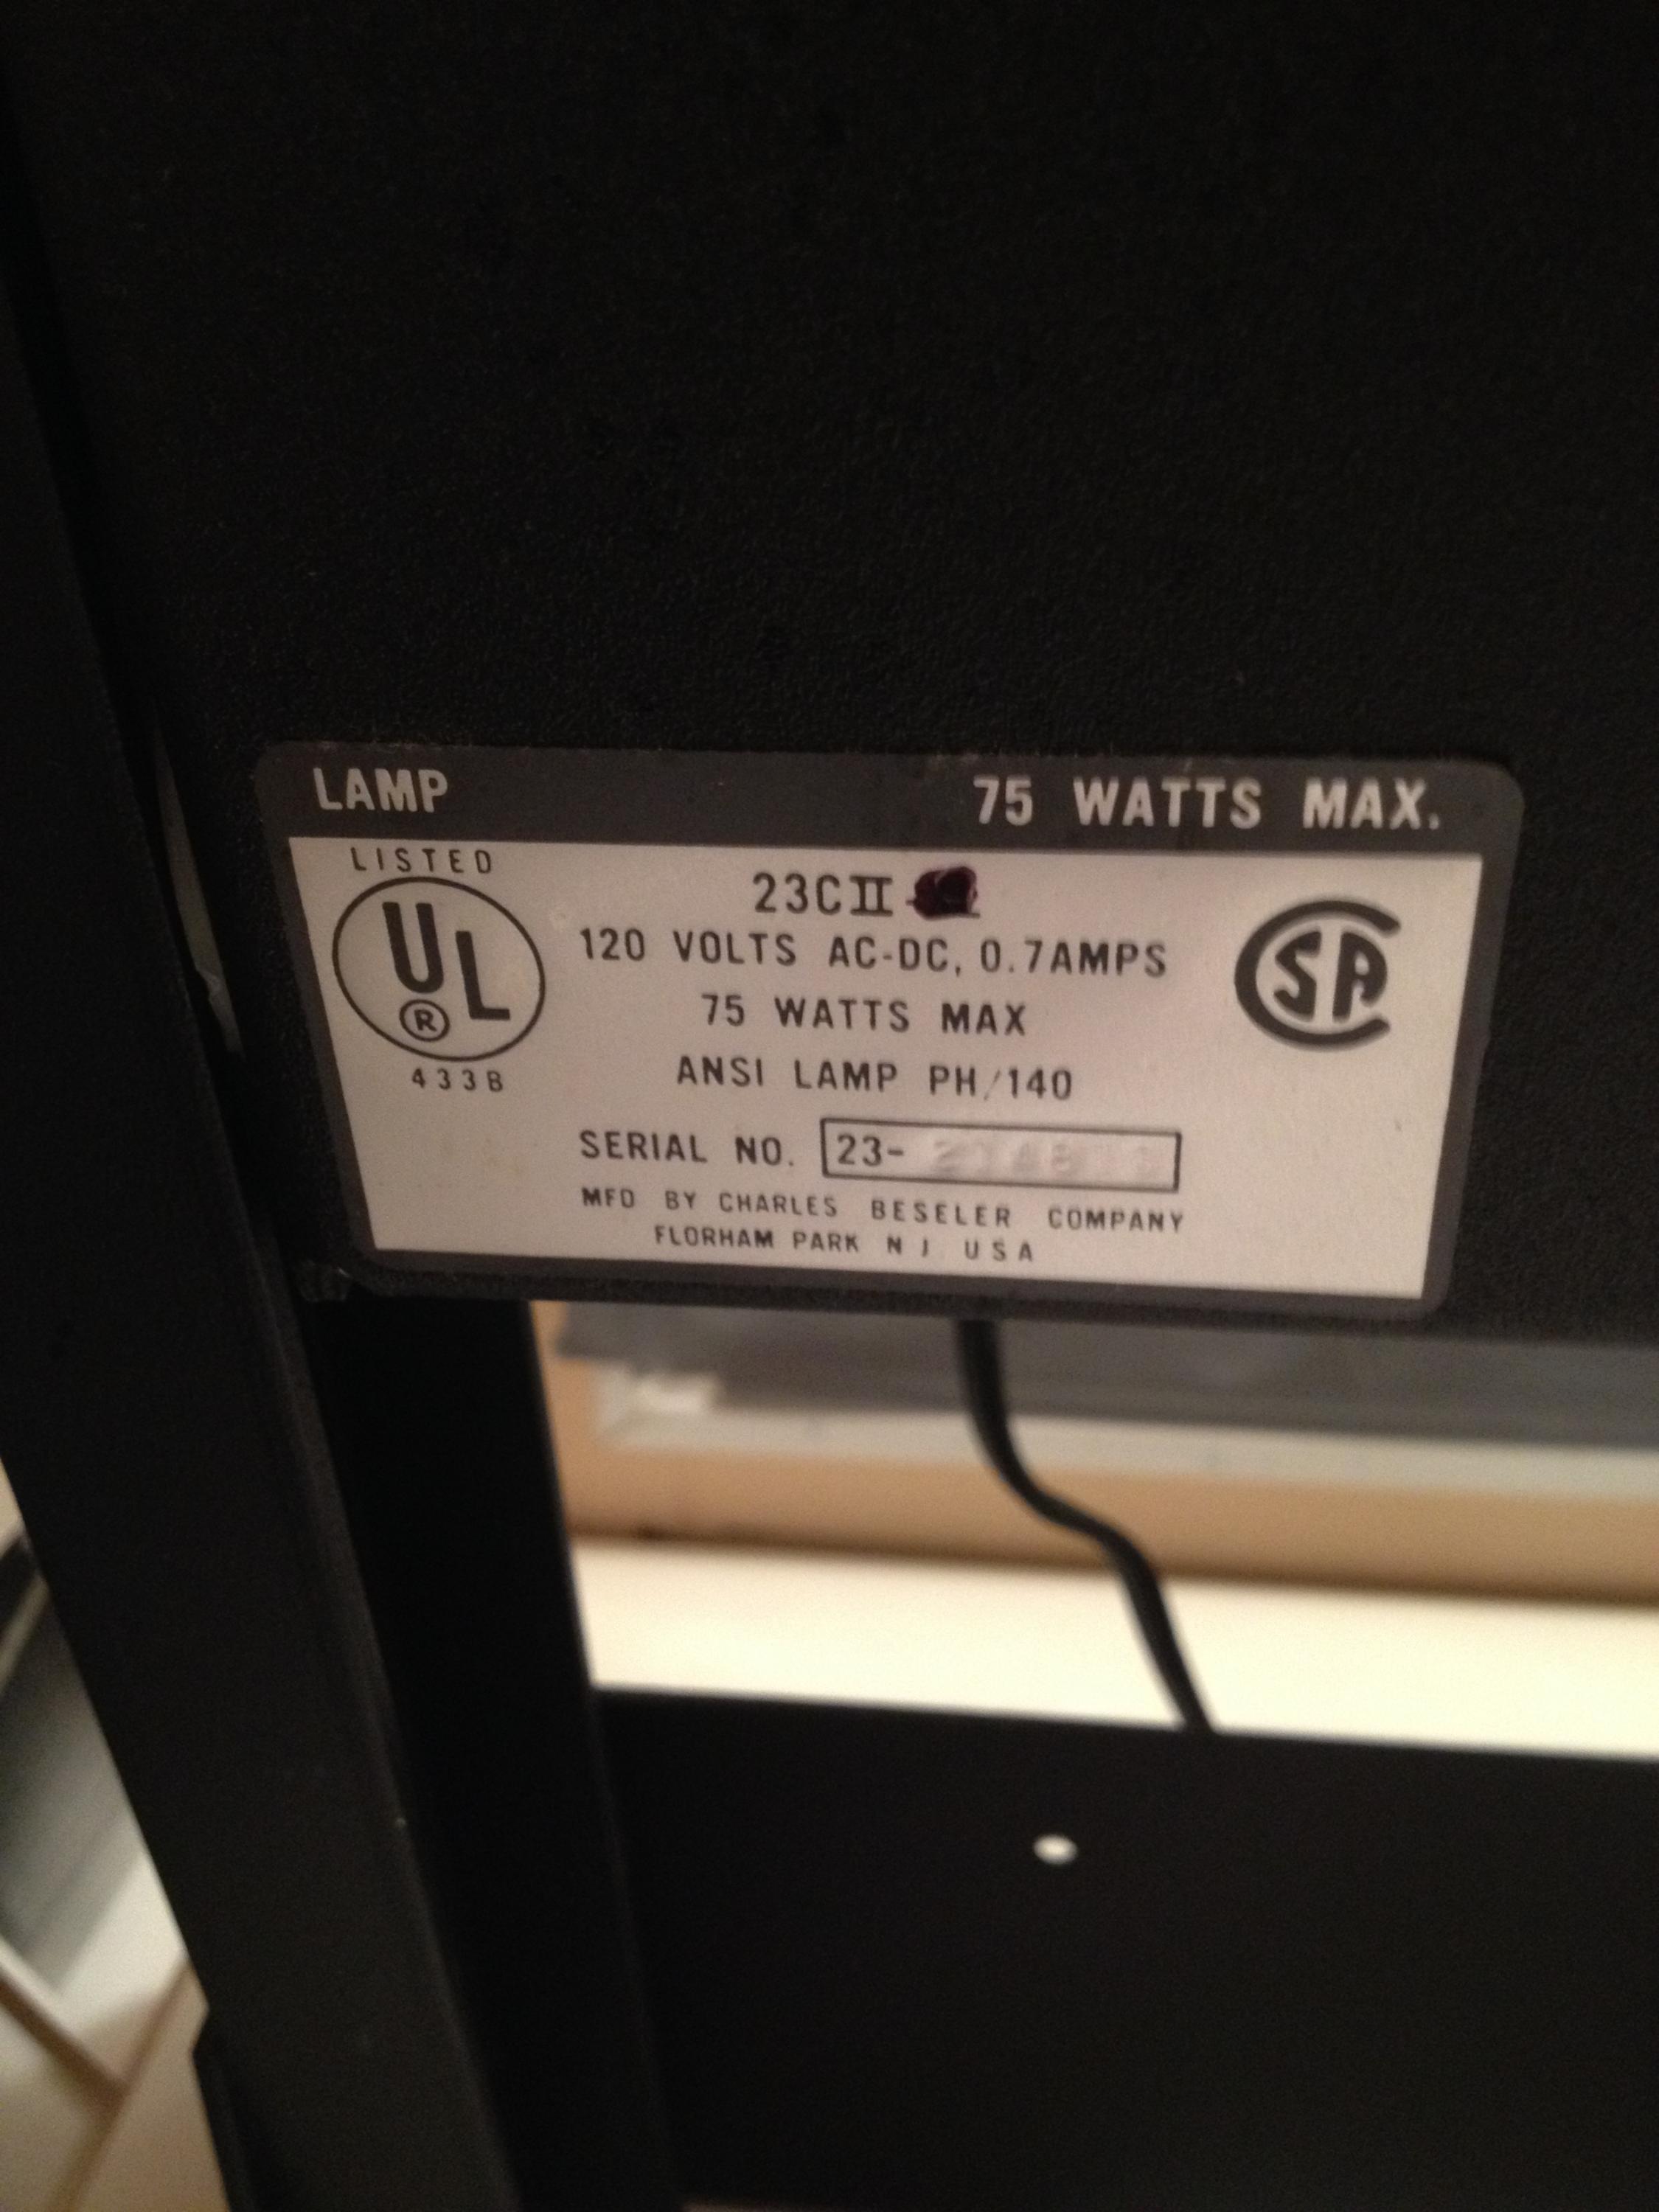 LAMP 75 WATTS MAX.
LISTED
UL
®
433B
23CII
120 VOLTS AC-DC, 0.7AMPS
75 WATTS MAX
ANSI LAMP PH/140
SERIAL NO. 23-
MFD BY CHARLES BESELER COMPANY
FLORHAM PARK N J USA
CSA